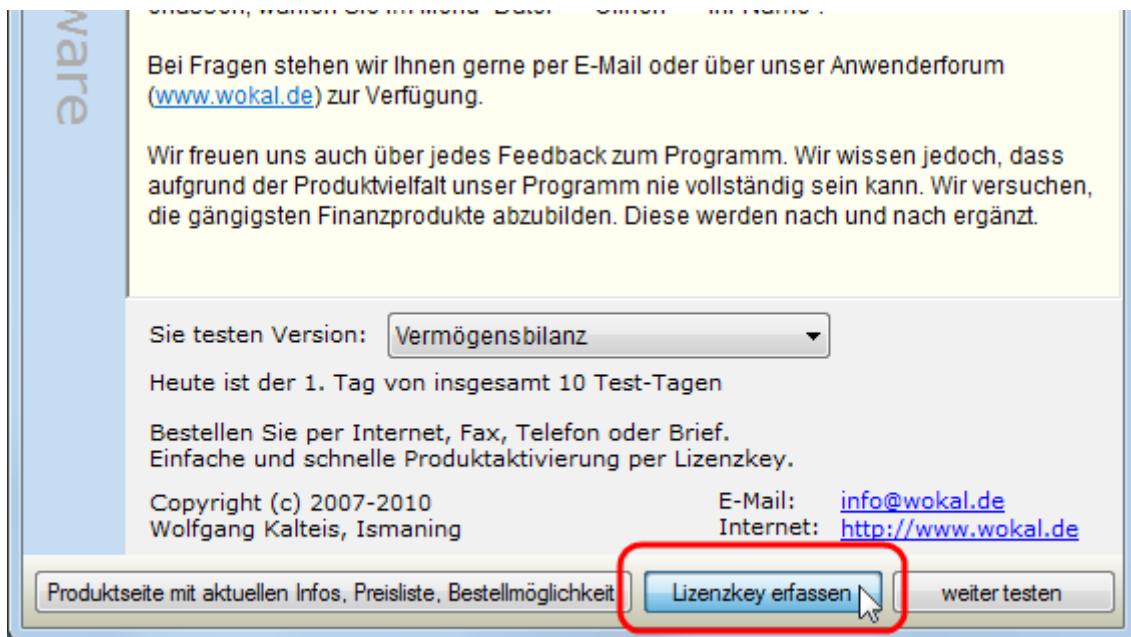 ware
Bei Fragen stehen wir Ihnen gerne per E-Mail oder über unser Anwenderforum
(www.wokal.de) zur Verfügung.
Wir freuen uns auch über jedes Feedback zum Programm. Wir wissen jedoch, dass
aufgrund der Produktvielfalt unser Programm nie vollständig sein kann. Wir versuchen,
die gängigsten Finanzprodukte abzubilden. Diese werden nach und nach ergänzt.
Sie testen Version: Vermögensbilanz
Heute ist der 1. Tag von insgesamt 10 Test-Tagen
Bestellen Sie per Internet, Fax, Telefon oder Brief.
Einfache und schnelle Produktaktivierung per Lizenzkey.
Copyright (c) 2007-2010 E-Mail: info@wokal.de
Wolfgang Kalteis, Ismaning Internet: http://www.wokal.de
Produktseite mit aktuellen Infos, Preisliste, Bestellmöglichkeit Lizenzkey erfassen weiter testen